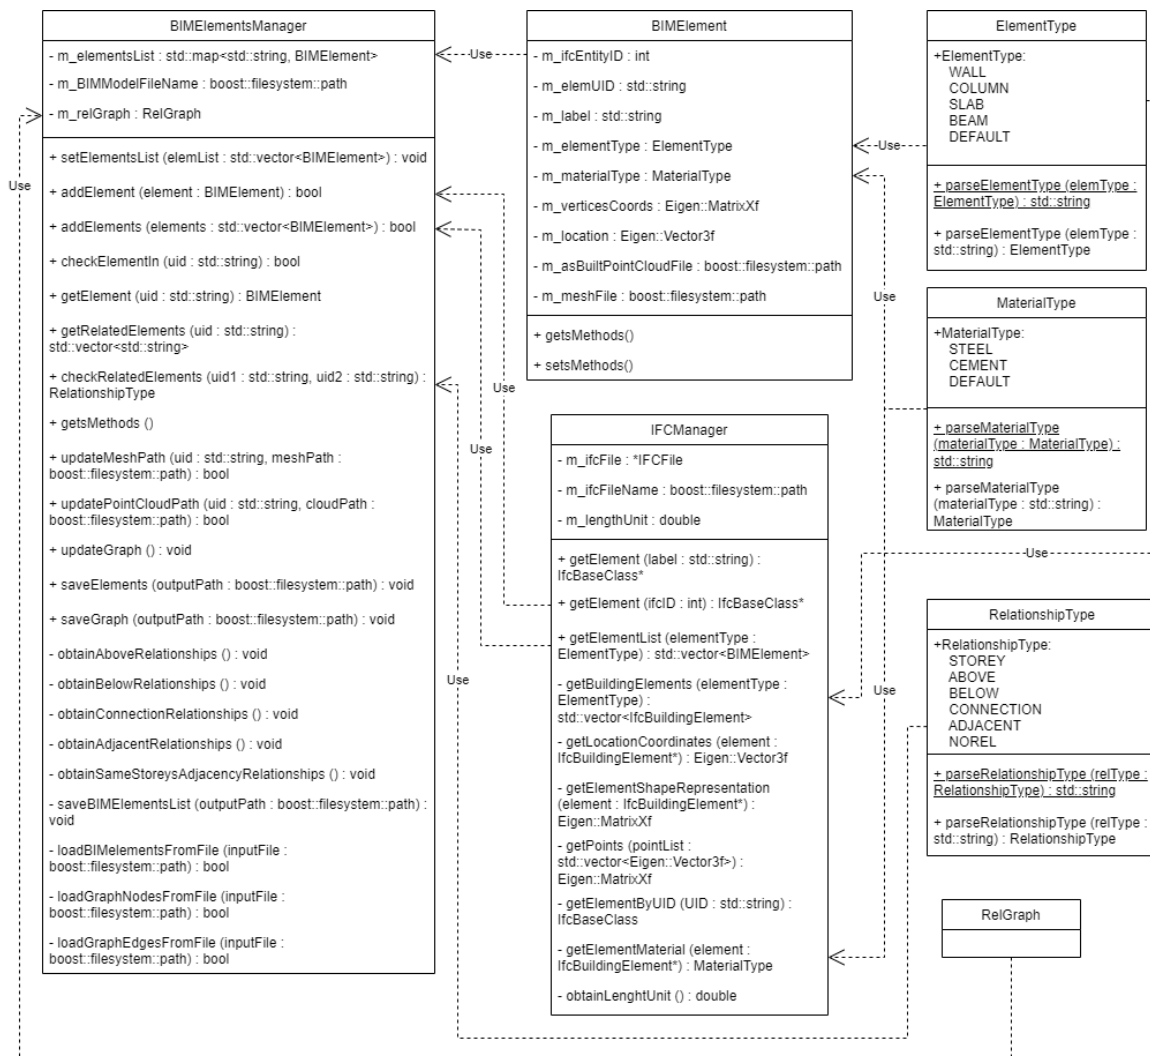 BIMElementsManager
- m_elementsList : std::map<std::string, BIMElement>
- m_BIMModelFileName : boost::filesystem::path
- m_relGraph : RelGraph
+ setElementsList (elemList : std::vector<BIMElement>) : void
+ addElement (element : BIMElement) : bool
+ addElements (elements : std::vector<BIMElement>) : bool
+ checkElementIn (uid : std::string) : bool
+ getElement (uid : std::string) : BIMElement
+ getRelatedElements (uid : std::string) :
std::vector<std::string>
+ checkRelatedElements (uid1 : std::string, uid2 : std::string) :
RelationshipType
+ getsMethods ()
+ updateMeshPath (uid : std::string, meshPath :
boost::filesystem::path) : bool
+ updatePointCloudPath (uid : std::string, cloudPath :
boost::filesystem::path) : bool
+ updateGraph () : void
+ saveElements (outputPath : boost::filesystem::path) : void
+ saveGraph (outputPath : boost::filesystem::path) : void
- obtainAboveRelationships () : void
- obtainBelowRelationships () : void
- obtainConnectionRelationships () : void
- obtainAdjacentRelationships () : void
- obtainSameStoreysAdjacencyRelationships () : void
- saveBIMElementsList (outputPath : boost::filesystem::path) :
void
- loadBIMelementsFromFile (inputFile :
boost::filesystem::path) : bool
- loadGraphNodesFromFile (inputFile :
boost::filesystem::path) : bool
- loadGraphEdgesFromFile (inputFile :
boost::filesystem::path) : bool
Use
Use
Use
Use
Use
BIMElement
- m_ifcEntityID : int
- m_elemUID : std::string
- m_label : std::string
- m_elementType : ElementType
- m_materialType : MaterialType
- m_verticesCoords : Eigen::MatrixXf
- m_location : Eigen::Vector3f
- m_asBuiltPointCloudFile : boost::filesystem::path
- m_meshFile : boost::filesystem::path
+ getsMethods()
+ setsMethods()
IFCManager
- m_ifcFile : *IFCFile
- m_ifcFileName : boost::filesystem::path
- m_lengthUnit : double
+ getElement (label : std::string) :
IfcBaseClass*
+ getElement (ifcID : int) : IfcBaseClass*
+ getElementList (elementType :
ElementType) : std::vector<BIMElement>
- getBuildingElements (elementType :
ElementType) :
std::vector<IfcBuildingElement>
- getLocationCoordinates (element :
IfcBuildingElement*) : Eigen::Vector3f
- getElementShapeRepresentation
(element : IfcBuildingElement*) :
Eigen::MatrixXf
- getPoints (pointList :
std::vector<Eigen::Vector3f>) :
Eigen::MatrixXf
- getElementByUID (UID : std::string) :
IfcBaseClass
- getElementMaterial (element :
IfcBuildingElement*) : MaterialType
- obtainLenghtUnit () : double
Use
Use
Use
Use
ElementType
+ElementType:
WALL
COLUMN
SLAB
BEAM
DEFAULT
+ parseElementType (elemType :
ElementType) : std::string
+ parseElementType (elemType :
std::string) : ElementType
MaterialType
+MaterialType:
STEEL
CEMENT
DEFAULT
+ parseMaterialType
(materialType : MaterialType) :
std::string
+ parseMaterialType
(materialType : std::string) :
MaterialType
RelationshipType
+RelationshipType:
STOREY
ABOVE
BELOW
CONNECTION
ADJACENT
NOREL
+ parseRelationshipType (relType :
RelationshipType) : std::string
+ parseRelationshipType (relType :
std::string) : RelationshipType
RelGraph